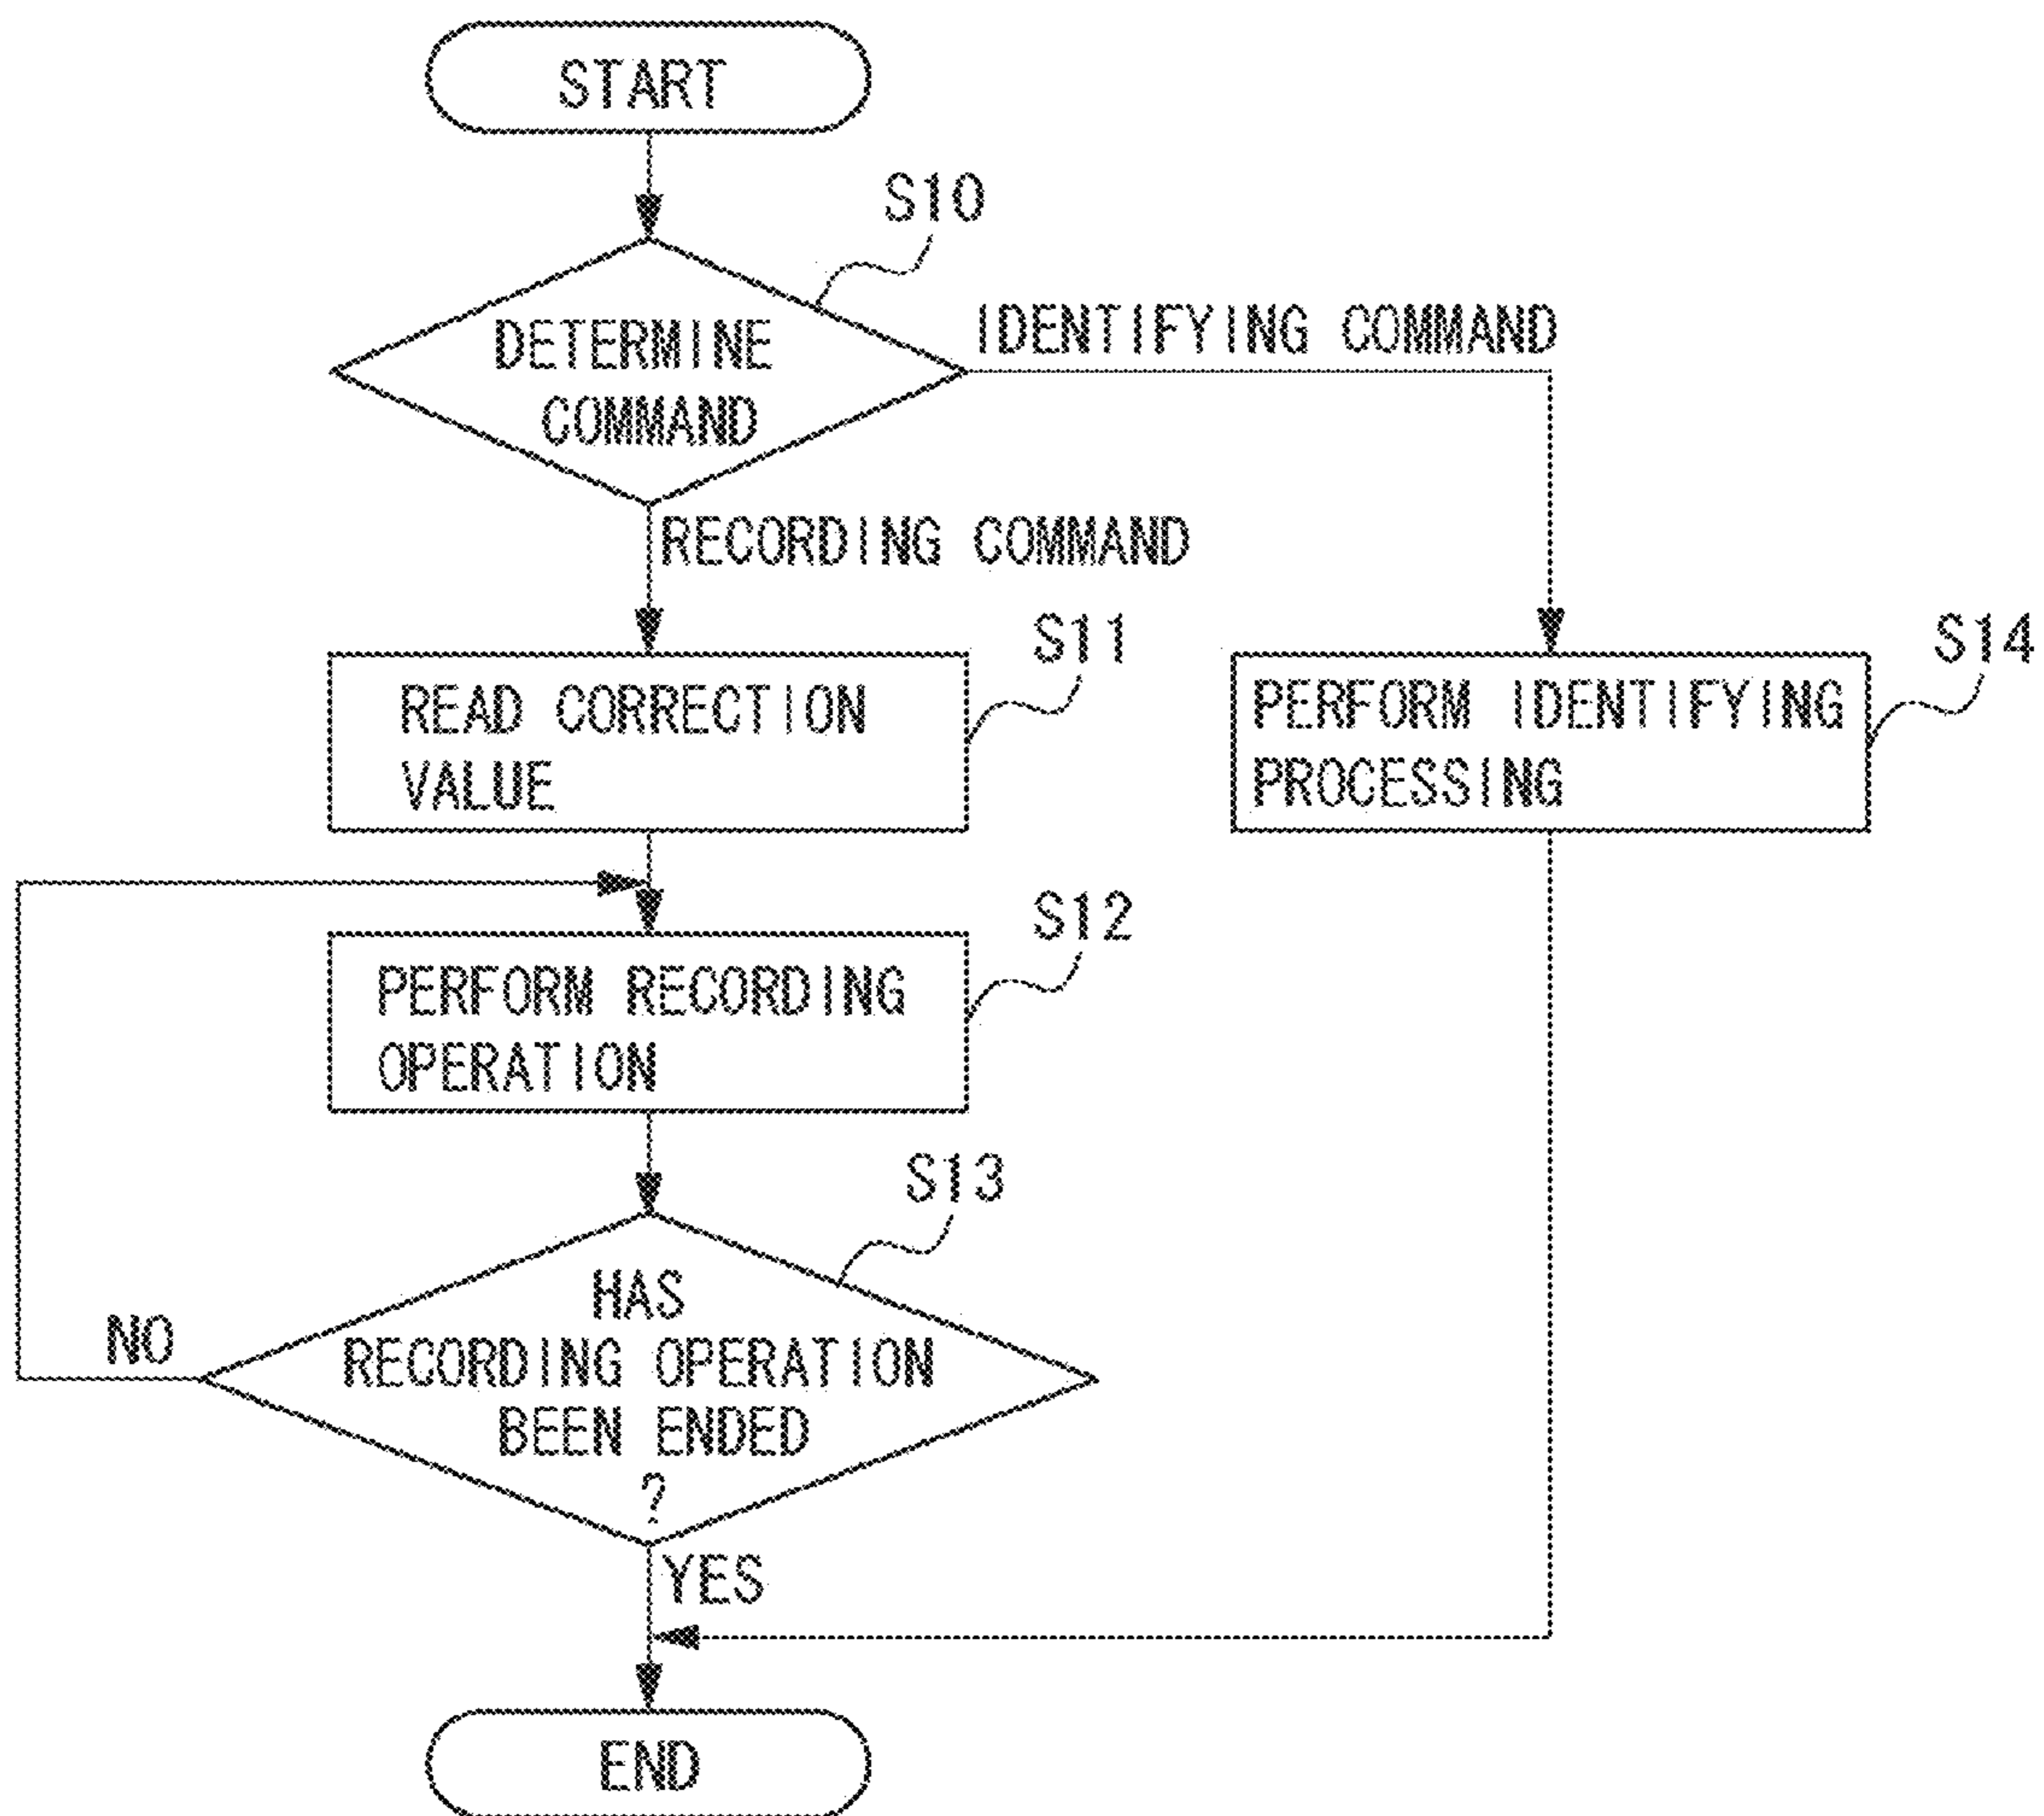 START
S10
DETERMINE
COMMAND
IDENTIFYING COMMAND
RECORDING COMMAND
S11
READ CORRECTION
VALUE
S14
PERFORM IDENTIFYING
PROCESSING
S12
PERFORM RECORDING
OPERATION
S13
HAS
RECORDING OPERATION
BEEN ENDED
?
NO
YES
END